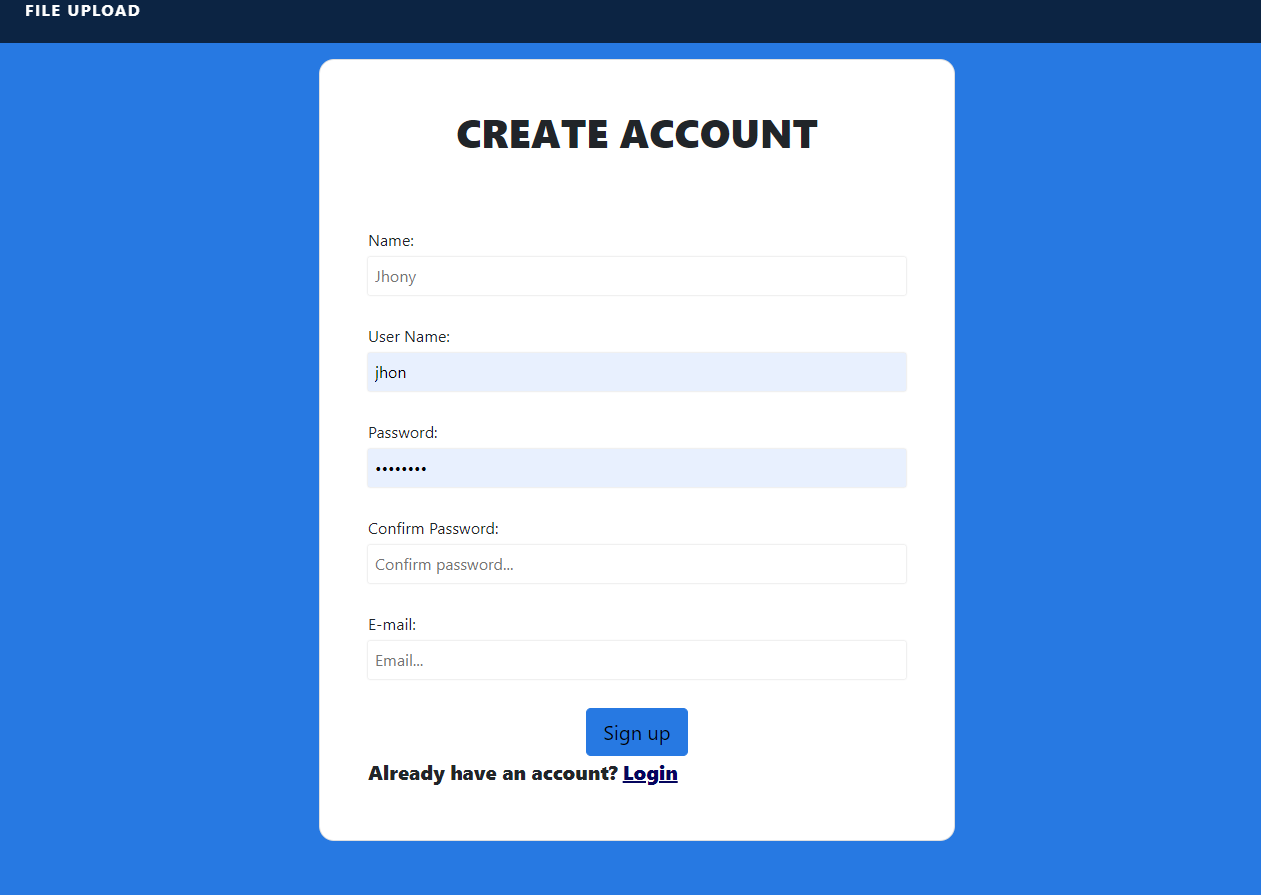 FILE UPLOAD
CREATE ACCOUNT
Name:
Jhony
User Name:
jhon
Password:
••••••••
Confirm Password:
Confirm password...
E-mail:
Email...
Sign up
Already have an account? Login